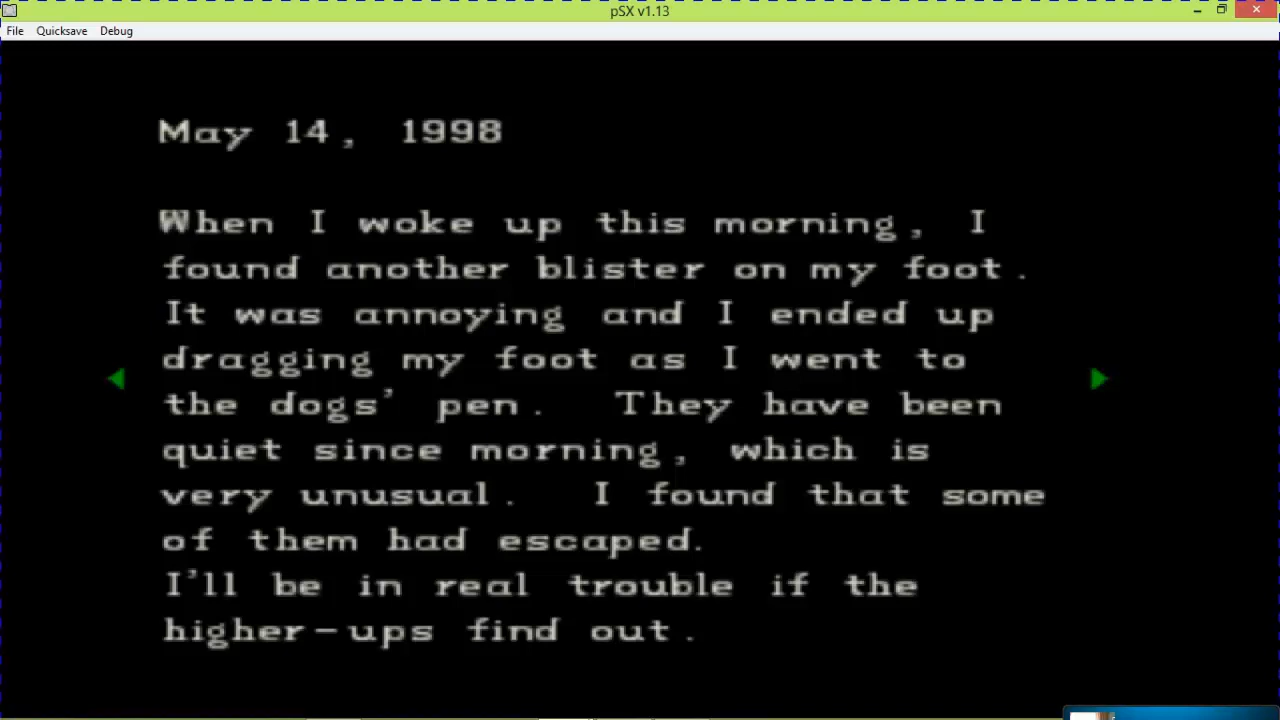 pSX v1.13
File Quicksave Debug
May 14, 1998
When I woke up this morning, I
found another blister on my foot.
It was annoying and I ended up
dragging my foot as I went to
the dogs' pen. They have been
quiet since morning, which is
very unusual. I found that some
of them had escaped.
I'll be in real trouble if the
higher-ups find out.